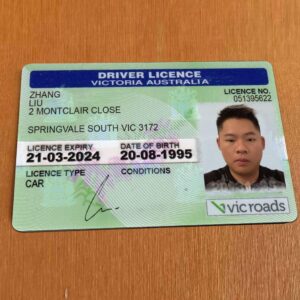 DRIVER LICENCE
VICTORIA AUSTRALIA
ZHANG
LIU
2 MONTCLAIR CLOSE
SPRINGVALE SOUTH VIC 3172
LICENCE NO.
051395622
LICENCE EXPIRY
21-03-2024
DATE OF BIRTH
20-08-1995
LICENCE TYPE
CAR
CONDITIONS
vicroads